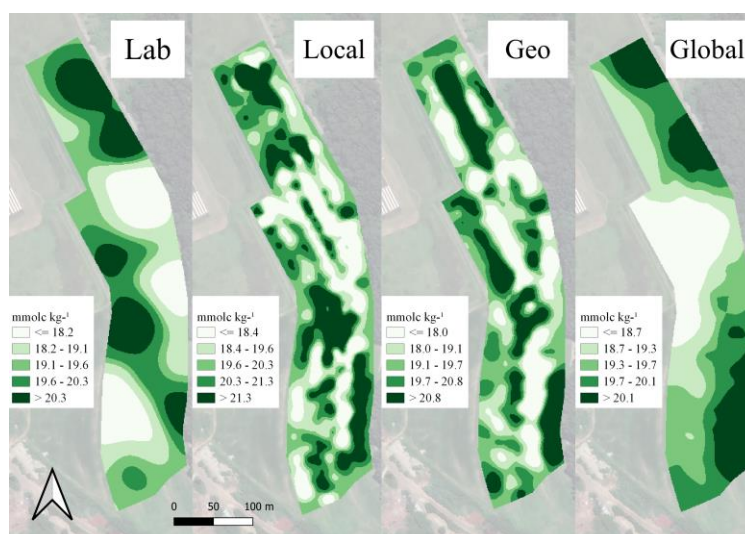 Lab
Local
Geo
Global
mmolc kg⁻¹
<= 18.2
18.2 - 19.1
19.1 - 19.6
19.6 - 20.3
> 20.3
mmolc kg⁻¹
<= 18.4
18.4 - 19.6
19.6 - 20.3
20.3 - 21.3
> 21.3
mmolc kg⁻¹
<= 18.0
18.0 - 19.1
19.1 - 19.7
19.7 - 20.8
> 20.8
mmolc kg⁻¹
<= 18.7
18.7 - 19.3
19.3 - 19.7
19.7 - 20.1
> 20.1
0 50 100 m